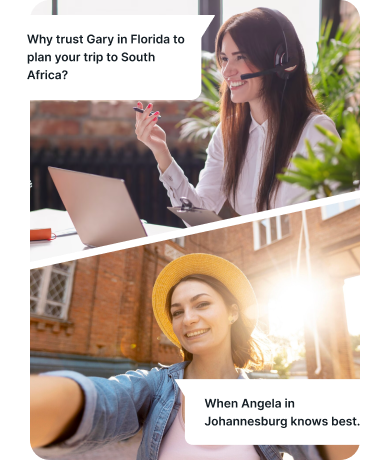 Why trust Gary in Florida to
plan your trip to South
Africa?
When Angela in
Johannesburg knows best.